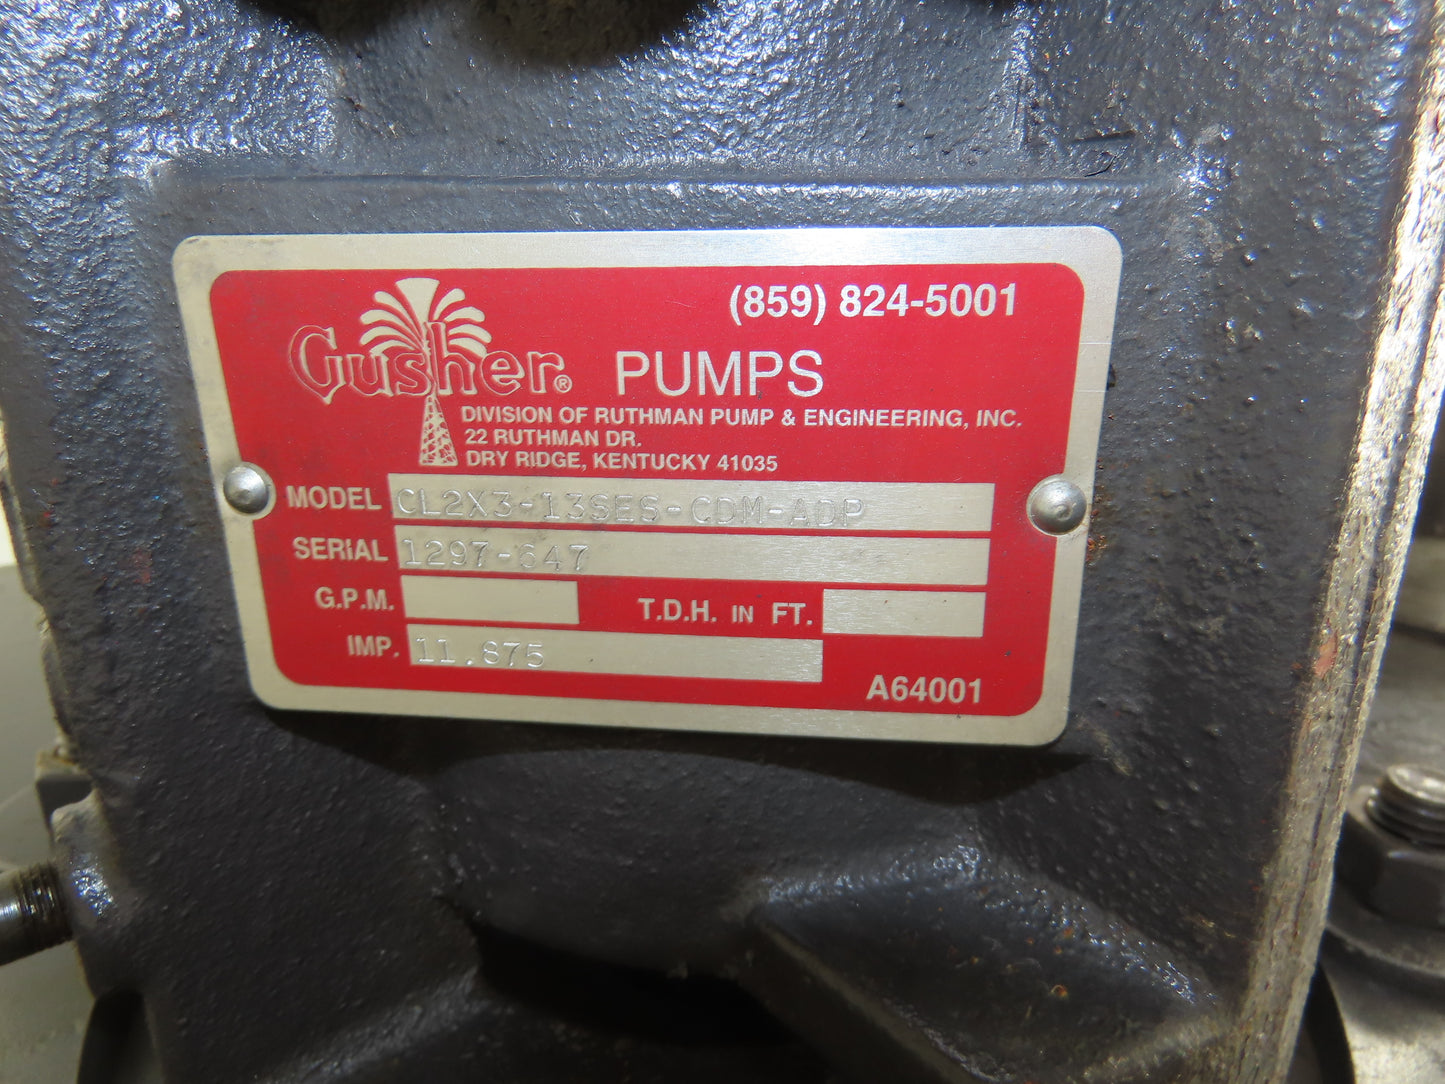 (859) 824-5001
Gusher® PUMPS
DIVISION OF RUTHMAN PUMP & ENGINEERING, INC.
22 RUTHMAN DR.
DRY RIDGE, KENTUCKY 41035
MODEL CL2X3-13SES-CDM-ADP
SERIAL 1297-647
G.P.M. T.D.H. IN FT.
IMP. 11.875
A64001